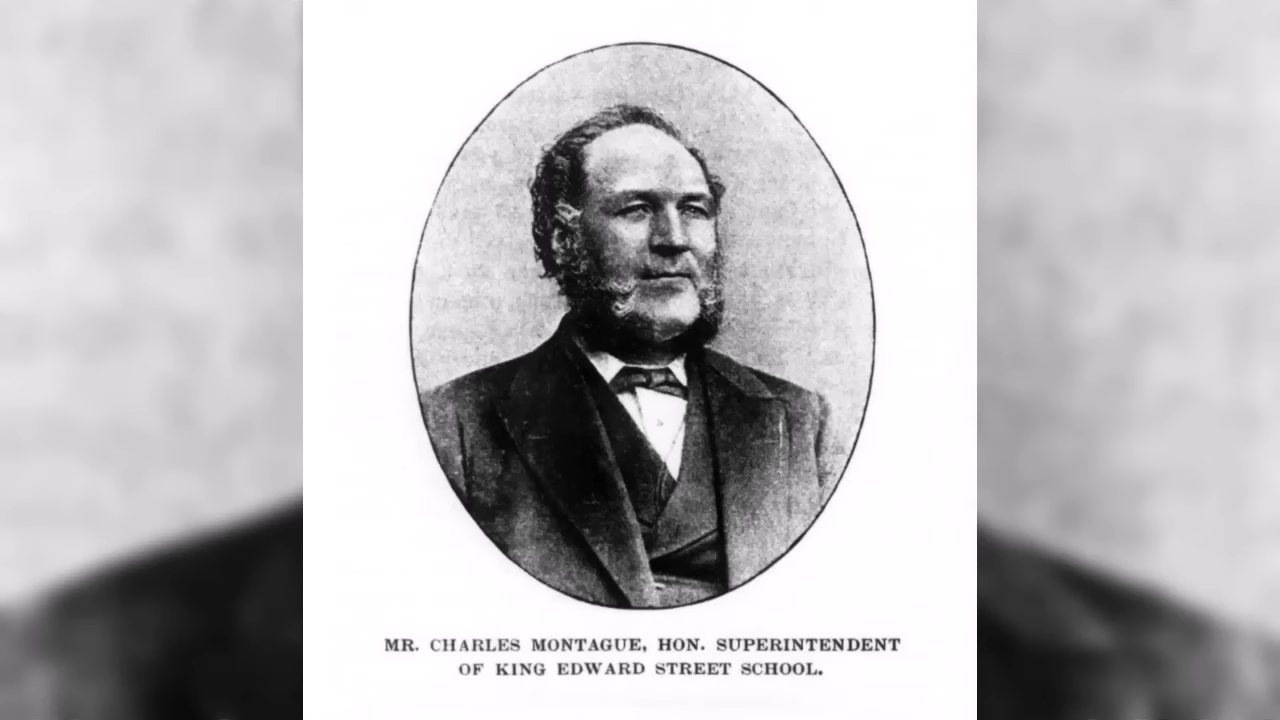 MR. CHARLES MONTAGUE, HON. SUPERINTENDENT
OF KING EDWARD STREET SCHOOL.